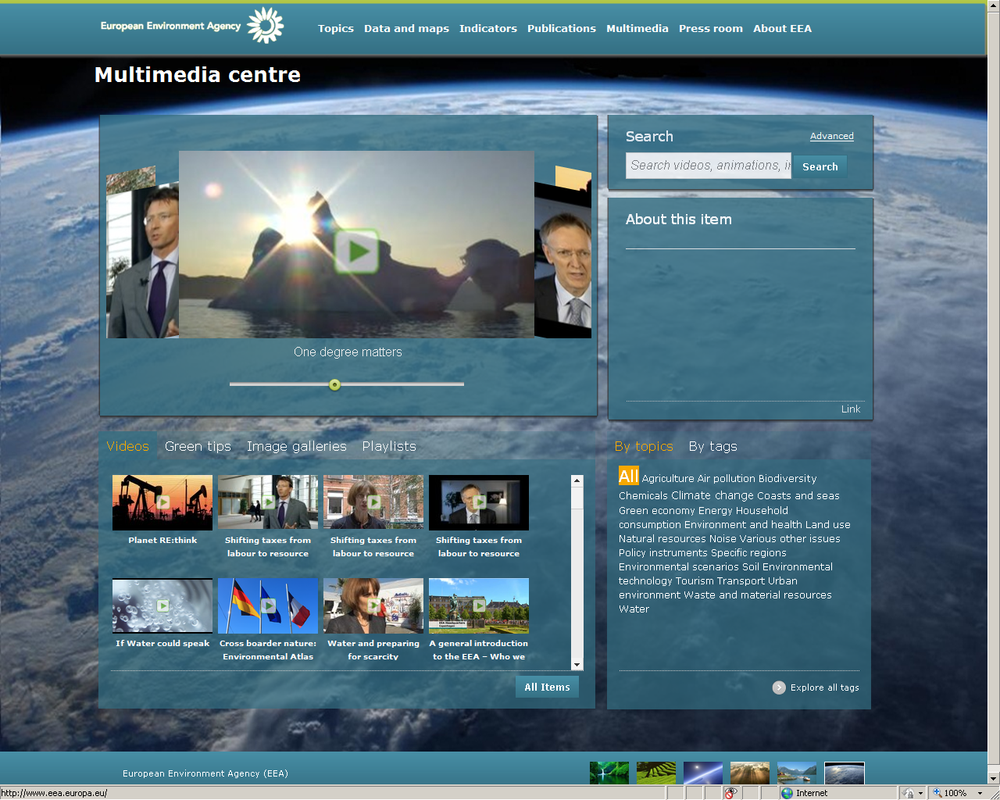 European Environment Agency
Topics Data and maps Indicators Publications Multimedia Press room About EEA
Multimedia centre
One degree matters
Search
Advanced
Search videos, animations, i
Search
About this item
Link
Videos Green tips Image galleries Playlists
Planet RE:think
Shifting taxes from
labour to resource
Shifting taxes from
labour to resource
Shifting taxes from
labour to resource
If Water could speak
Cross boarder nature:
Environmental Atlas
Water and preparing
for scarcity
A general introduction
to the EEA – Who we
All Items
By topics By tags
All Agriculture Air pollution Biodiversity
Chemicals Climate change Coasts and seas
Green economy Energy Household
consumption Environment and health Land use
Natural resources Noise Various other issues
Policy instruments Specific regions
Environmental scenarios Soil Environmental
technology Tourism Transport Urban
environment Waste and material resources
Water
Explore all tags
European Environment Agency (EEA)
http://www.eea.europa.eu/
Internet
100%